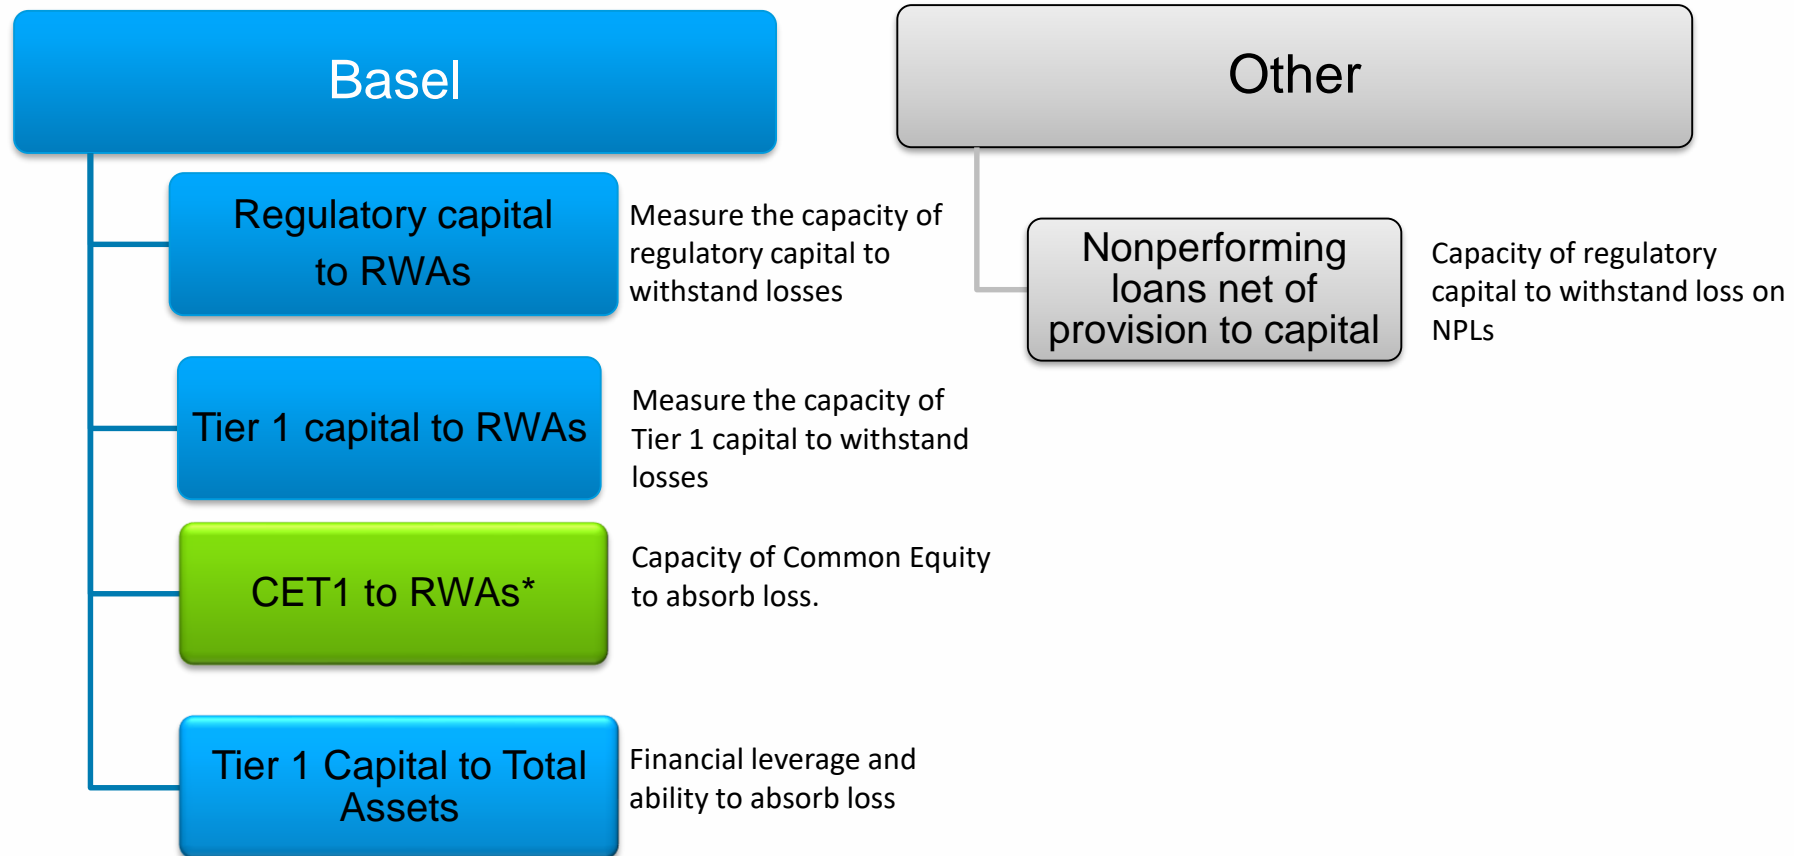 Basel
Regulatory capital
to RWAs
Measure the capacity of
regulatory capital to
withstand losses
Tier 1 capital to RWAs
Measure the capacity of
Tier 1 capital to withstand
losses
CET1 to RWAs*
Capacity of Common Equity
to absorb loss.
Tier 1 Capital to Total
Assets
Financial leverage and
ability to absorb loss
Other
Nonperforming
loans net of
provision to capital
Capacity of regulatory
capital to withstand loss on
NPLs